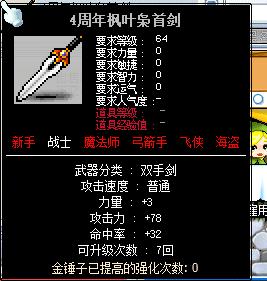 4周年枫叶枭首剑
要求等级： 64
要求力量： 0
要求敏捷： 0
要求智力： 0
要求运气： 0
要求人气度： -
道具等级： -
道具经验值： -
新手 战士 魔法师 弓箭手 飞侠 海盗
武器分类 : 双手剑
攻击速度 : 普通
力量 : +3
攻击力 : +78
命中率 : +32
可升级次数 : 7回
金锤子已提高的强化次数: 0